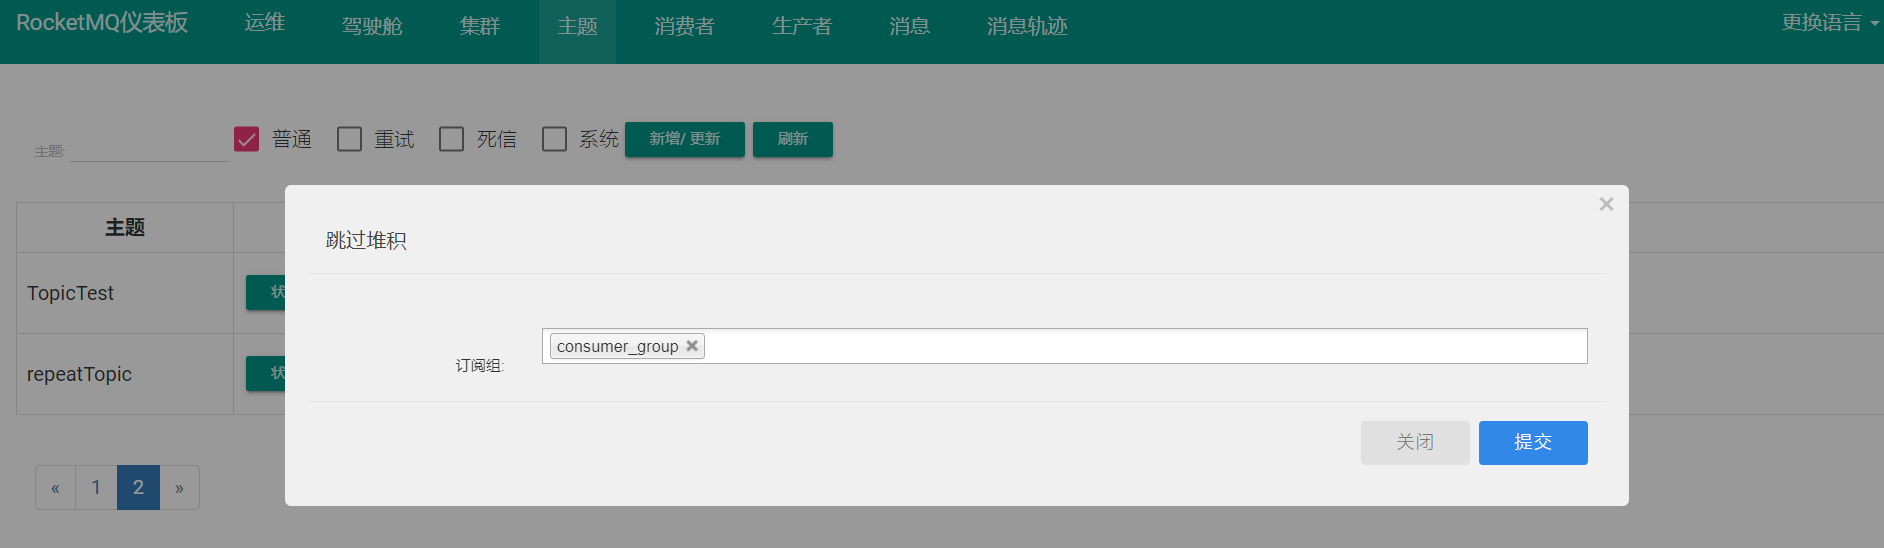 RocketMQ仪表板 运维 驾驶舱 集群 主题 消费者 生产者 消息 消息轨迹 更换语言
主题: 普通 重试 死信 系统 新增/ 更新 刷新
×
跳过堆积
主题
TopicTest 状
订阅组: consumer_group ×
repeatTopic 状
关闭 提交
« 1 2 »